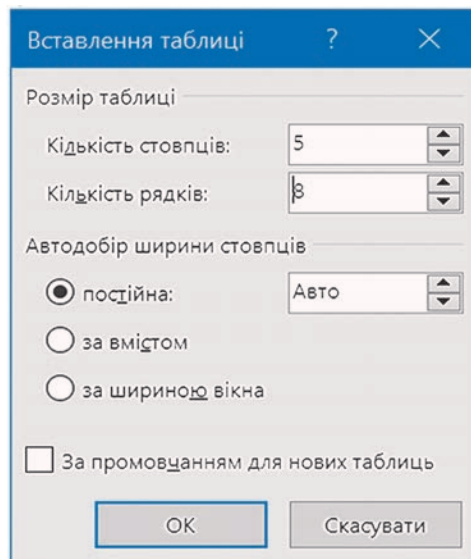 Вставлення таблиці ? ×
Розмір таблиці
Кількість стовпців: 5
Кількість рядків: 8
Автодобір ширини стовпців
постійна: Авто
за вмістом
за шириною вікна
За промовчанням для нових таблиць
ОК Скасувати